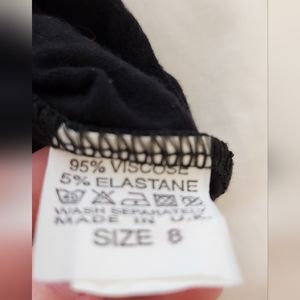 95% VISCOSE
5% ELASTANE
WASH SEPARATELY
MADE IN U.K.
SIZE 8